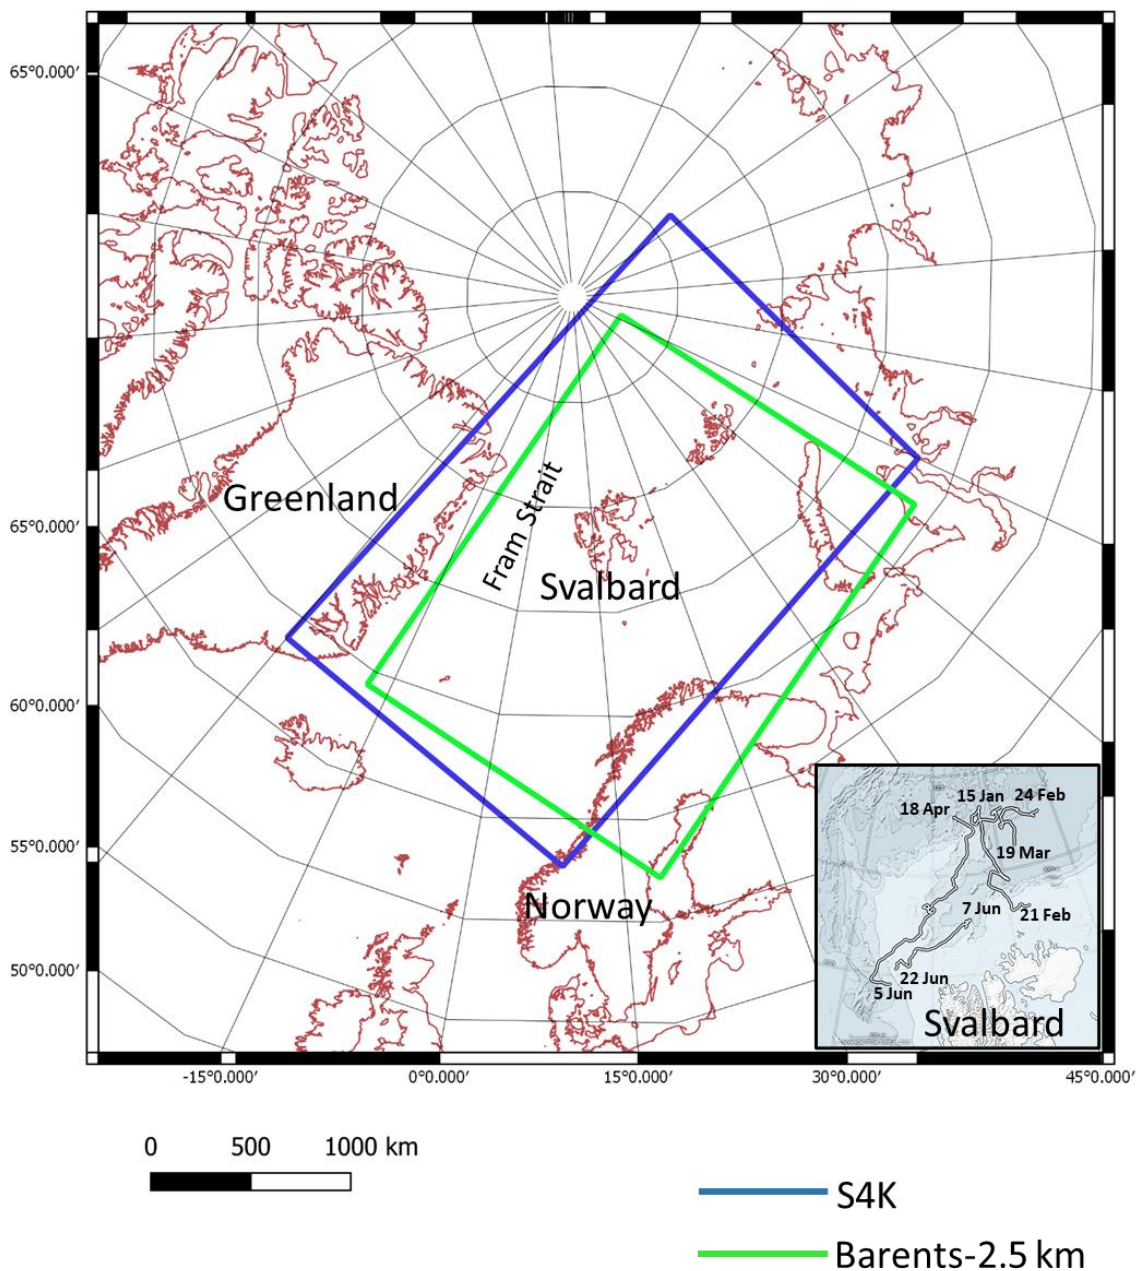 65°0.000′
65°0.000′
60°0.000′
55°0.000′
50°0.000′
Greenland
Fram Strait
Svalbard
Norway
18 Apr
15 Jan
24 Feb
19 Mar
7 Jun
21 Feb
22 Jun
5 Jun
Svalbard
-15°0.000′
0°0.000′
15°0.000′
30°0.000′
45°0.000′
0
500
1000 km
S4K
Barents-2.5 km